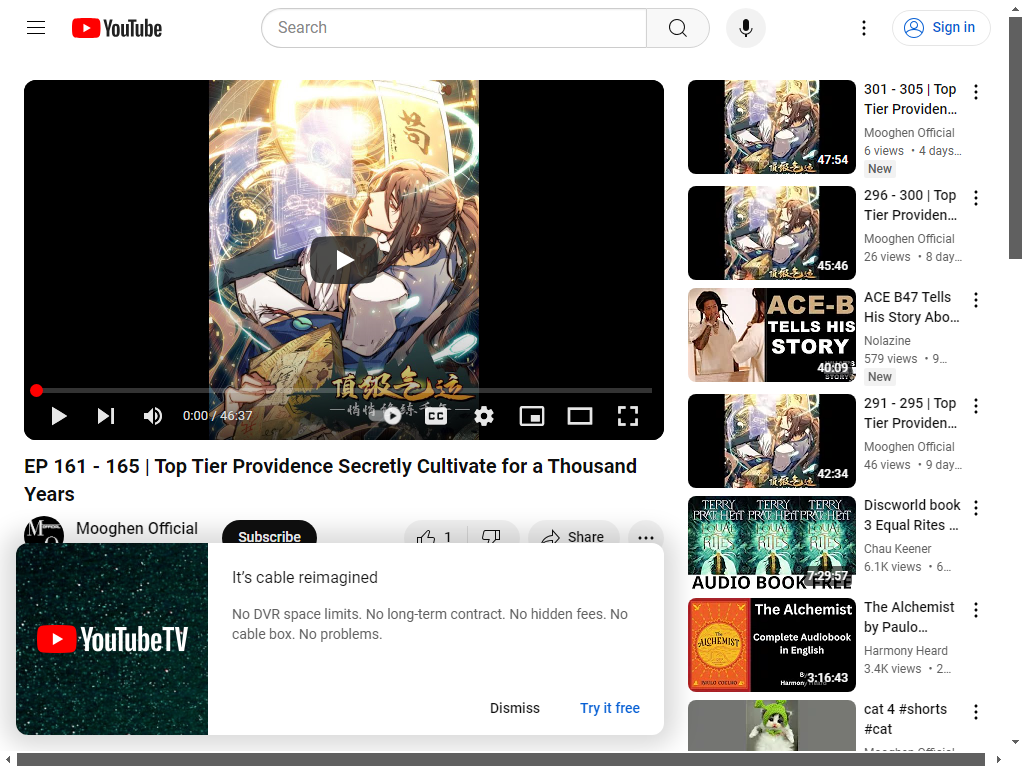 YouTube
Search
Sign in
苟
頂級气运
0:00 / 46:37
CC
EP 161 - 165 | Top Tier Providence Secretly Cultivate for a Thousand
Years
Mooghen Official
Subscribe
1
Share
YouTubeTV
It's cable reimagined
No DVR space limits. No long-term contract. No hidden fees. No
cable box. No problems.
Dismiss
Try it free
47:54
301 - 305 | Top
Tier Providen...
Mooghen Official
6 views • 4 days...
New
45:46
296 - 300 | Top
Tier Providen...
Mooghen Official
26 views • 8 day...
ACE-B
TELLS HIS
STORY
40:09
ACE B47 Tells
His Story Abo...
Nolazine
579 views • 9...
New
42:34
291 - 295 | Top
Tier Providen...
Mooghen Official
46 views • 9 day...
TERRY
PRATCHETT
EQUAL
RITES
7:29:57
AUDIO BOOK FREE
Discworld book
3 Equal Rites ...
Chau Keener
6.1K views • 6...
The Alchemist
Complete Audiobook
in English
By
Harmony Heard
PAULO COELHO
3:16:43
The Alchemist
by Paulo...
Harmony Heard
3.4K views • 2...
cat 4 #shorts
#cat
Mooghen Official